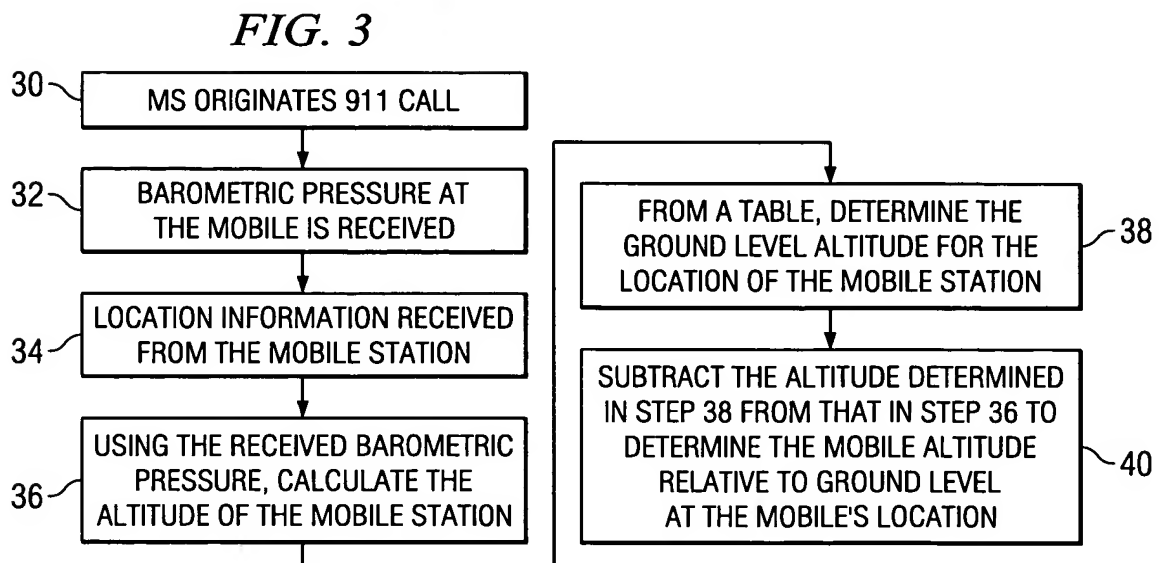 FIG. 3
30
MS ORIGINATES 911 CALL
32
BAROMETRIC PRESSURE AT
THE MOBILE IS RECEIVED
34
LOCATION INFORMATION RECEIVED
FROM THE MOBILE STATION
36
USING THE RECEIVED BAROMETRIC
PRESSURE, CALCULATE THE
ALTITUDE OF THE MOBILE STATION
FROM A TABLE, DETERMINE THE
GROUND LEVEL ALTITUDE FOR THE
LOCATION OF THE MOBILE STATION
38
SUBTRACT THE ALTITUDE DETERMINED
IN STEP 38 FROM THAT IN STEP 36 TO
DETERMINE THE MOBILE ALTITUDE
RELATIVE TO GROUND LEVEL
AT THE MOBILE'S LOCATION
40